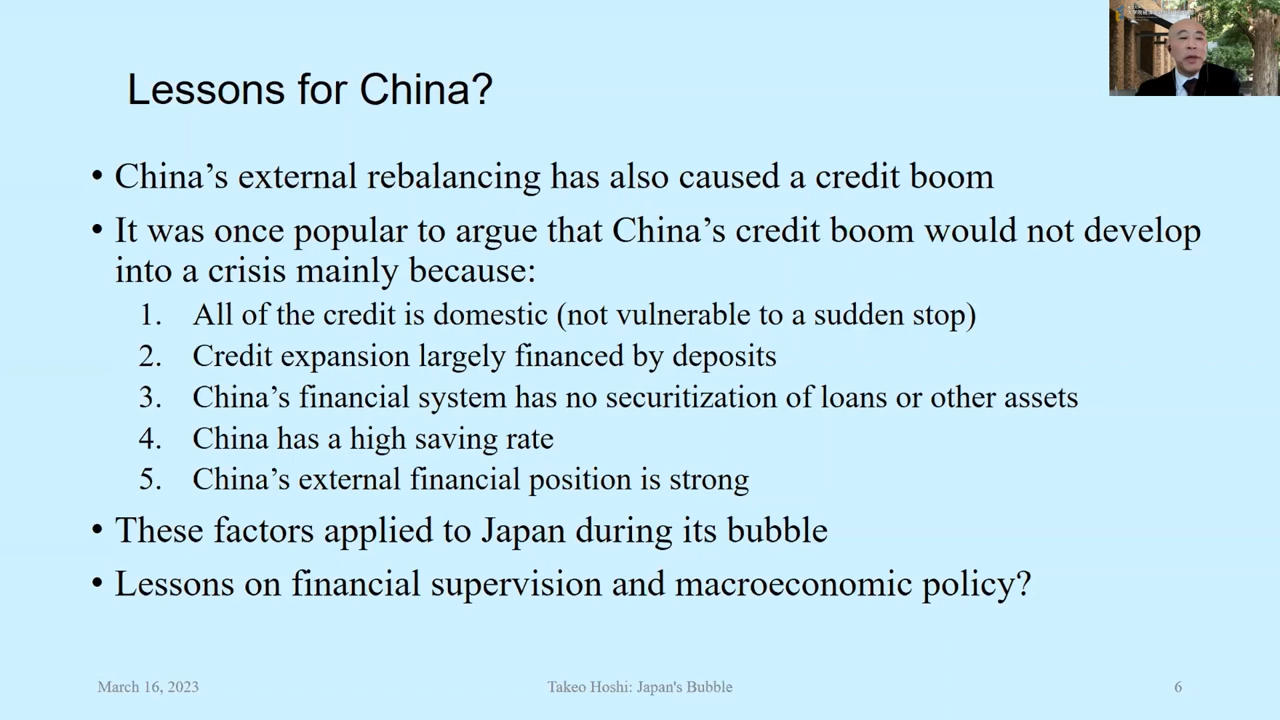 Lessons for China?
• China's external rebalancing has also caused a credit boom
• It was once popular to argue that China's credit boom would not develop
into a crisis mainly because:
1. All of the credit is domestic (not vulnerable to a sudden stop)
2. Credit expansion largely financed by deposits
3. China's financial system has no securitization of loans or other assets
4. China has a high saving rate
5. China's external financial position is strong
• These factors applied to Japan during its bubble
• Lessons on financial supervision and macroeconomic policy?
March 16, 2023
Takeo Hoshi: Japan's Bubble
6